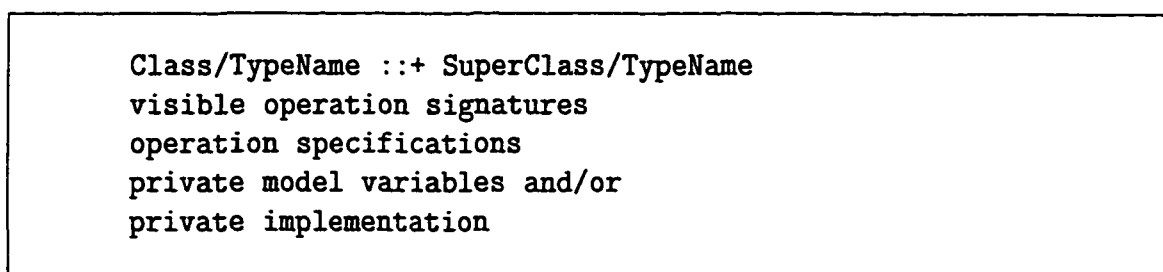 Class/TypeName ::+ SuperClass/TypeName
visible operation signatures
operation specifications
private model variables and/or
private implementation